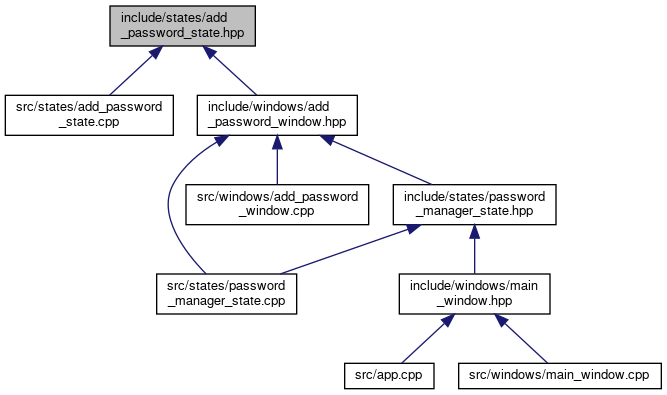 include/states/add
_password_state.hpp
src/states/add_password
_state.cpp
include/windows/add
_password_window.hpp
src/windows/add_password
_window.cpp
include/states/password
_manager_state.hpp
src/states/password
_manager_state.cpp
include/windows/main
_window.hpp
src/app.cpp
src/windows/main_window.cpp